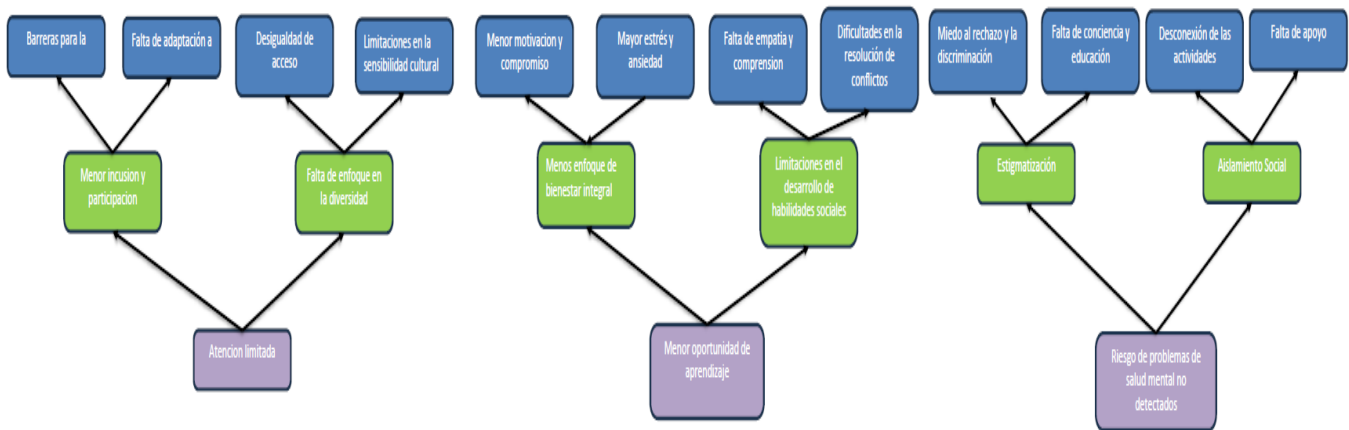 Barreras para la
Falta de adaptación a
Desigualdad de
acceso
Limitaciones en la
sensibilidad cultural
Menor motivacion y
compromiso
Mayor estrés y
ansiedad
Falta de empatia y
comprension
Dificultades en la
resolución de
conflictos
Miedo al rechazo y la
discriminación
Falta de conciencia y
educación
Desconexión de las
actividades
Falta de apoyo
Menor incusion y
participacion
Falta de enfoque en
la diversidad
Menos enfoque de
bienestar integral
Limitaciones en el
desarrollo de
habilidades sociales
Estigmatización
Aislamiento Social
Atencion limitada
Menor oportunidad de
aprendizaje
Riesgo de problemas de
salud mental no
detectados